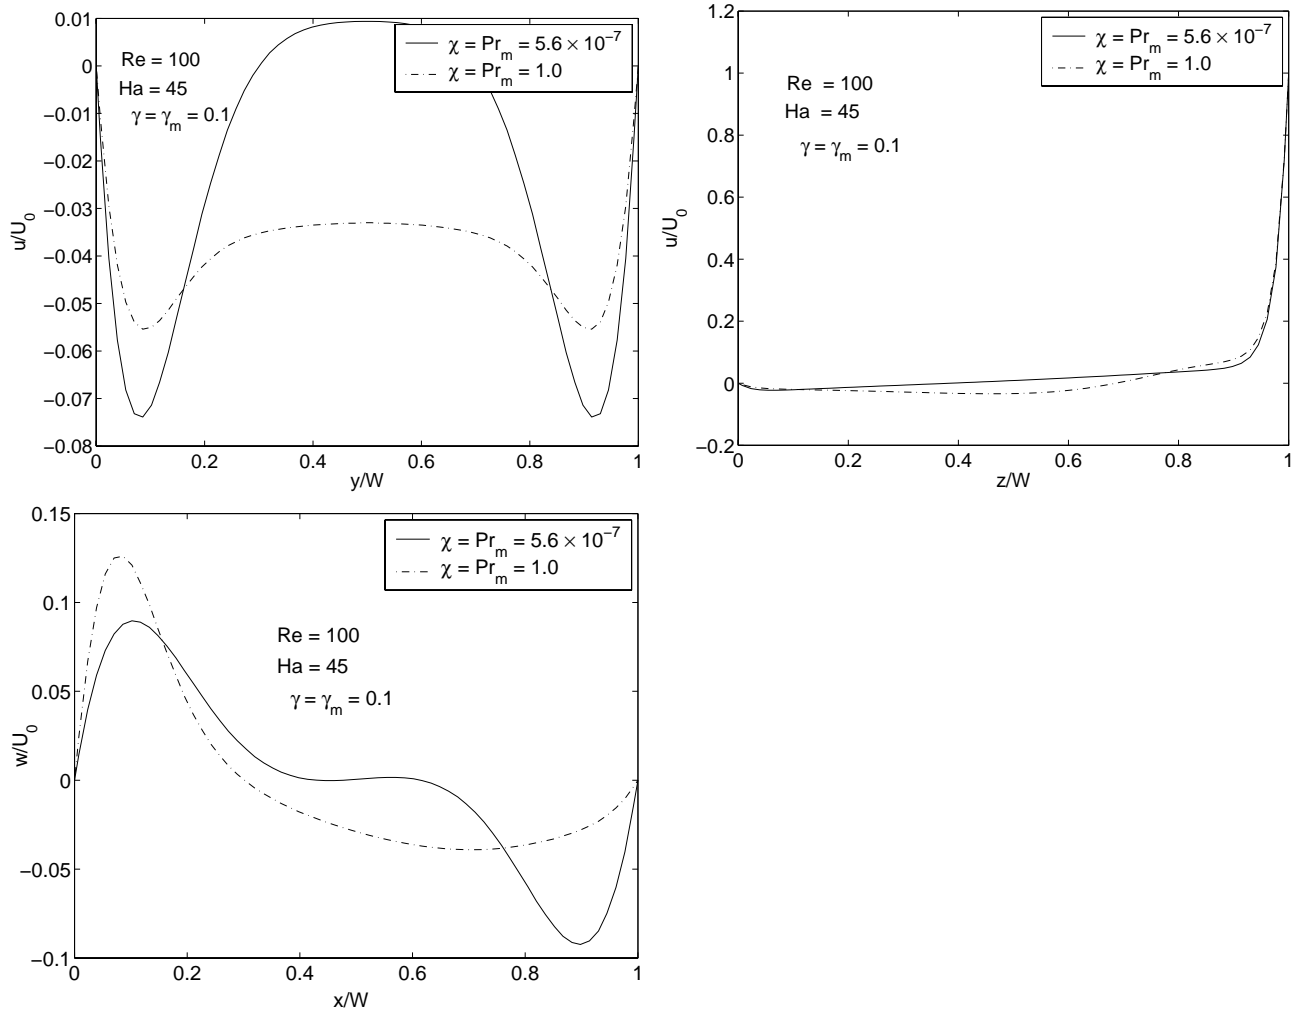 0.01
0
−0.01
−0.02
−0.03
−0.04
−0.05
−0.06
−0.07
−0.08
u/U0
Re = 100
Ha = 45
γ = γm = 0.1
χ = Prm = 5.6 × 10−7
χ = Prm = 1.0
0 0.2 0.4 0.6 0.8 1
y/W
1.2
1
0.8
0.6
0.4
0.2
0
−0.2
u/U0
Re = 100
Ha = 45
γ = γm = 0.1
χ = Prm = 5.6 × 10−7
χ = Prm = 1.0
0 0.2 0.4 0.6 0.8 1
z/W
0.15
0.1
0.05
0
−0.05
−0.1
w/U0
χ = Prm = 5.6 × 10−7
χ = Prm = 1.0
Re = 100
Ha = 45
γ = γm = 0.1
0 0.2 0.4 0.6 0.8 1
x/W